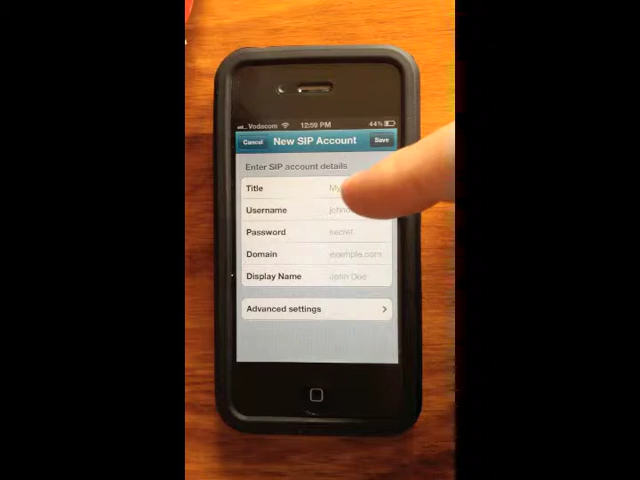 Vodacom 12:59 PM 44%
Cancel New SIP Account Save
Enter SIP account details
Title
Username
Password secret
Domain example.com
Display Name John Doe
Advanced settings